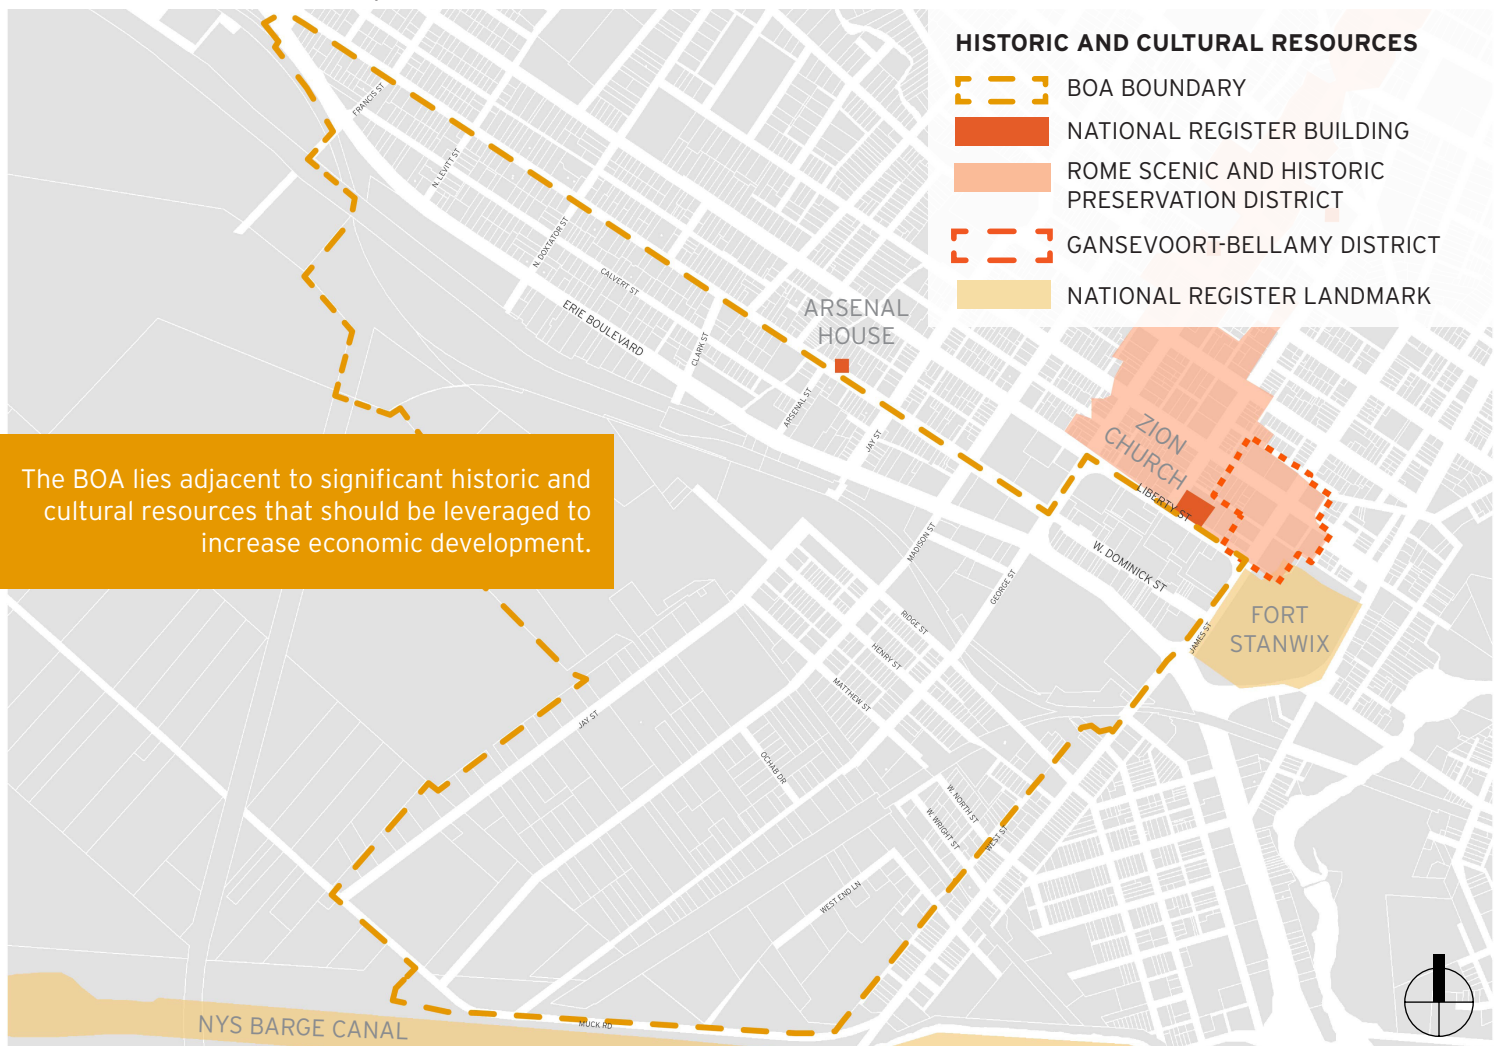 HISTORIC AND CULTURAL RESOURCES
BOA BOUNDARY
NATIONAL REGISTER BUILDING
ROME SCENIC AND HISTORIC
PRESERVATION DISTRICT
GANSEVOORT-BELLAMY DISTRICT
NATIONAL REGISTER LANDMARK
FRANCIS ST
N. LEVITT ST
N. DOXTATOR ST
CALVERT ST
ERIE BOULEVARD
CLARK ST
ARSENAL
HOUSE
ARSENAL ST
JAY ST
ZION
CHURCH
LIBERTY ST
The BOA lies adjacent to significant historic and
cultural resources that should be leveraged to
increase economic development.
MADISON ST
GEORGE ST
W. DOMINICK ST
JAMES ST
FORT
STANWIX
RIDGE ST
HENRY ST
MATTHEW ST
JAY ST
OCHAB DR
W. NORTH ST
W. WRIGHT ST
WEST ST
WEST END LN
NYS BARGE CANAL
MUCK RD